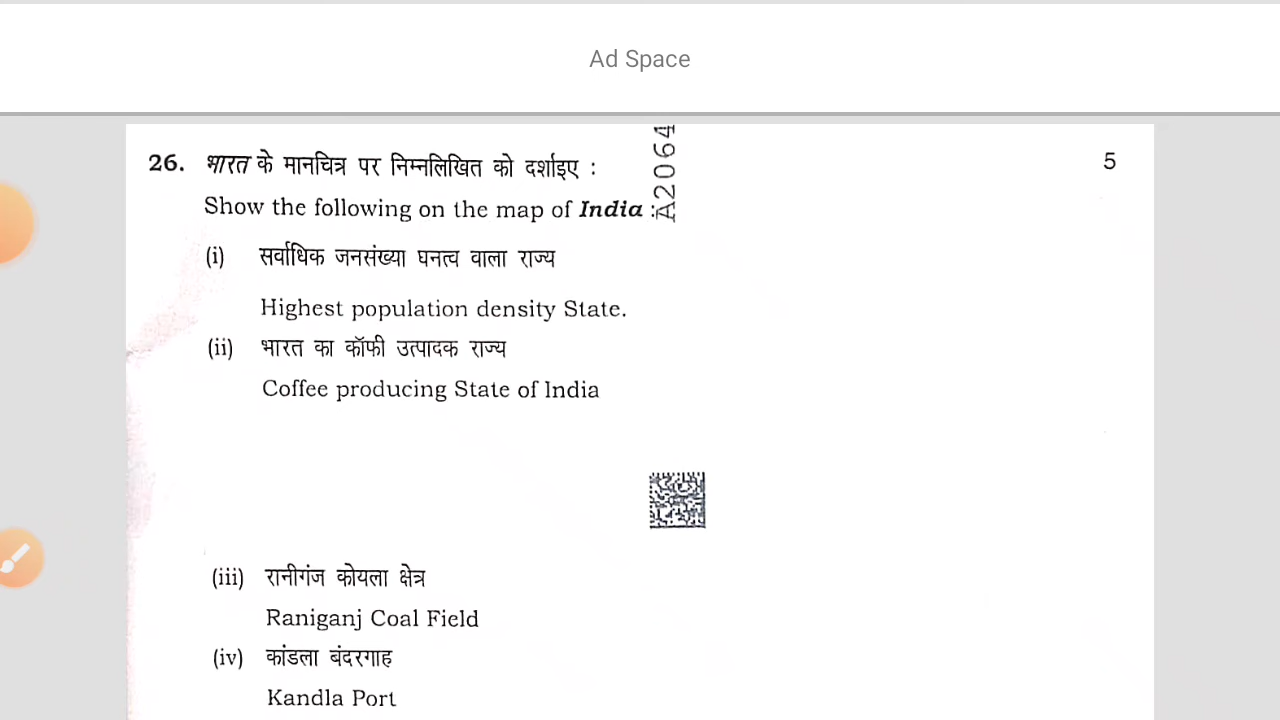 Ad Space
26. भारत के मानचित्र पर निम्नलिखित को दर्शाइए :
5
Show the following on the map of India :
A2064
(i) सर्वाधिक जनसंख्या घनत्व वाला राज्य
Highest population density State.
(ii) भारत का कॉफी उत्पादक राज्य
Coffee producing State of India
(iii) रानीगंज कोयला क्षेत्र
Raniganj Coal Field
(iv) कांडला बंदरगाह
Kandla Port